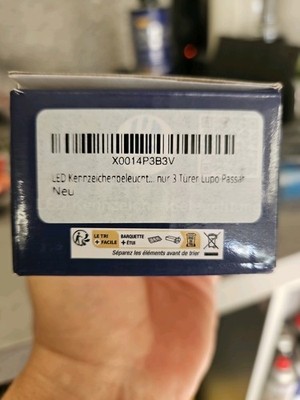 X0014P3B3V
LED Kennzeichenbeleucht... nur 3 Türer Lupo Passat
Neu
LE TRI
+ FACILE
BARQUETTE
+ ÉTUI
Séparez les éléments avant de trier